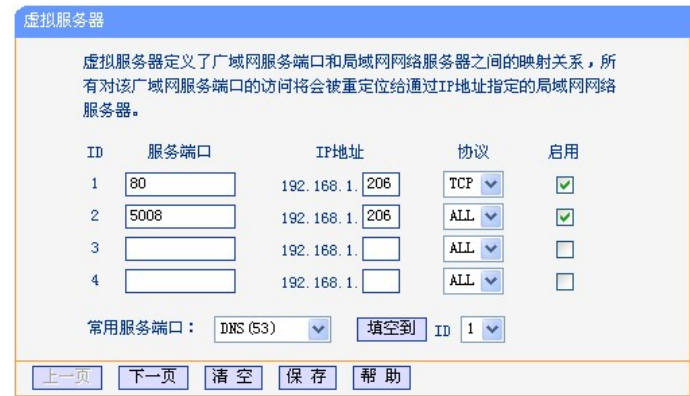 虚拟服务器
虚拟服务器定义了广域网服务端口和局域网网络服务器之间的映射关系，所
有对该广域网服务端口的访问将会被重定位给通过IP地址指定的局域网网络
服务器。
ID 服务端口 IP地址 协议 启用
1 80 192.168.1. 206 TCP
2 5008 192.168.1. 206 ALL
3 192.168.1. ALL
4 192.168.1. ALL
常用服务端口： DNS(53) 填空到 ID 1
上一页 下一页 清 空 保 存 帮 助